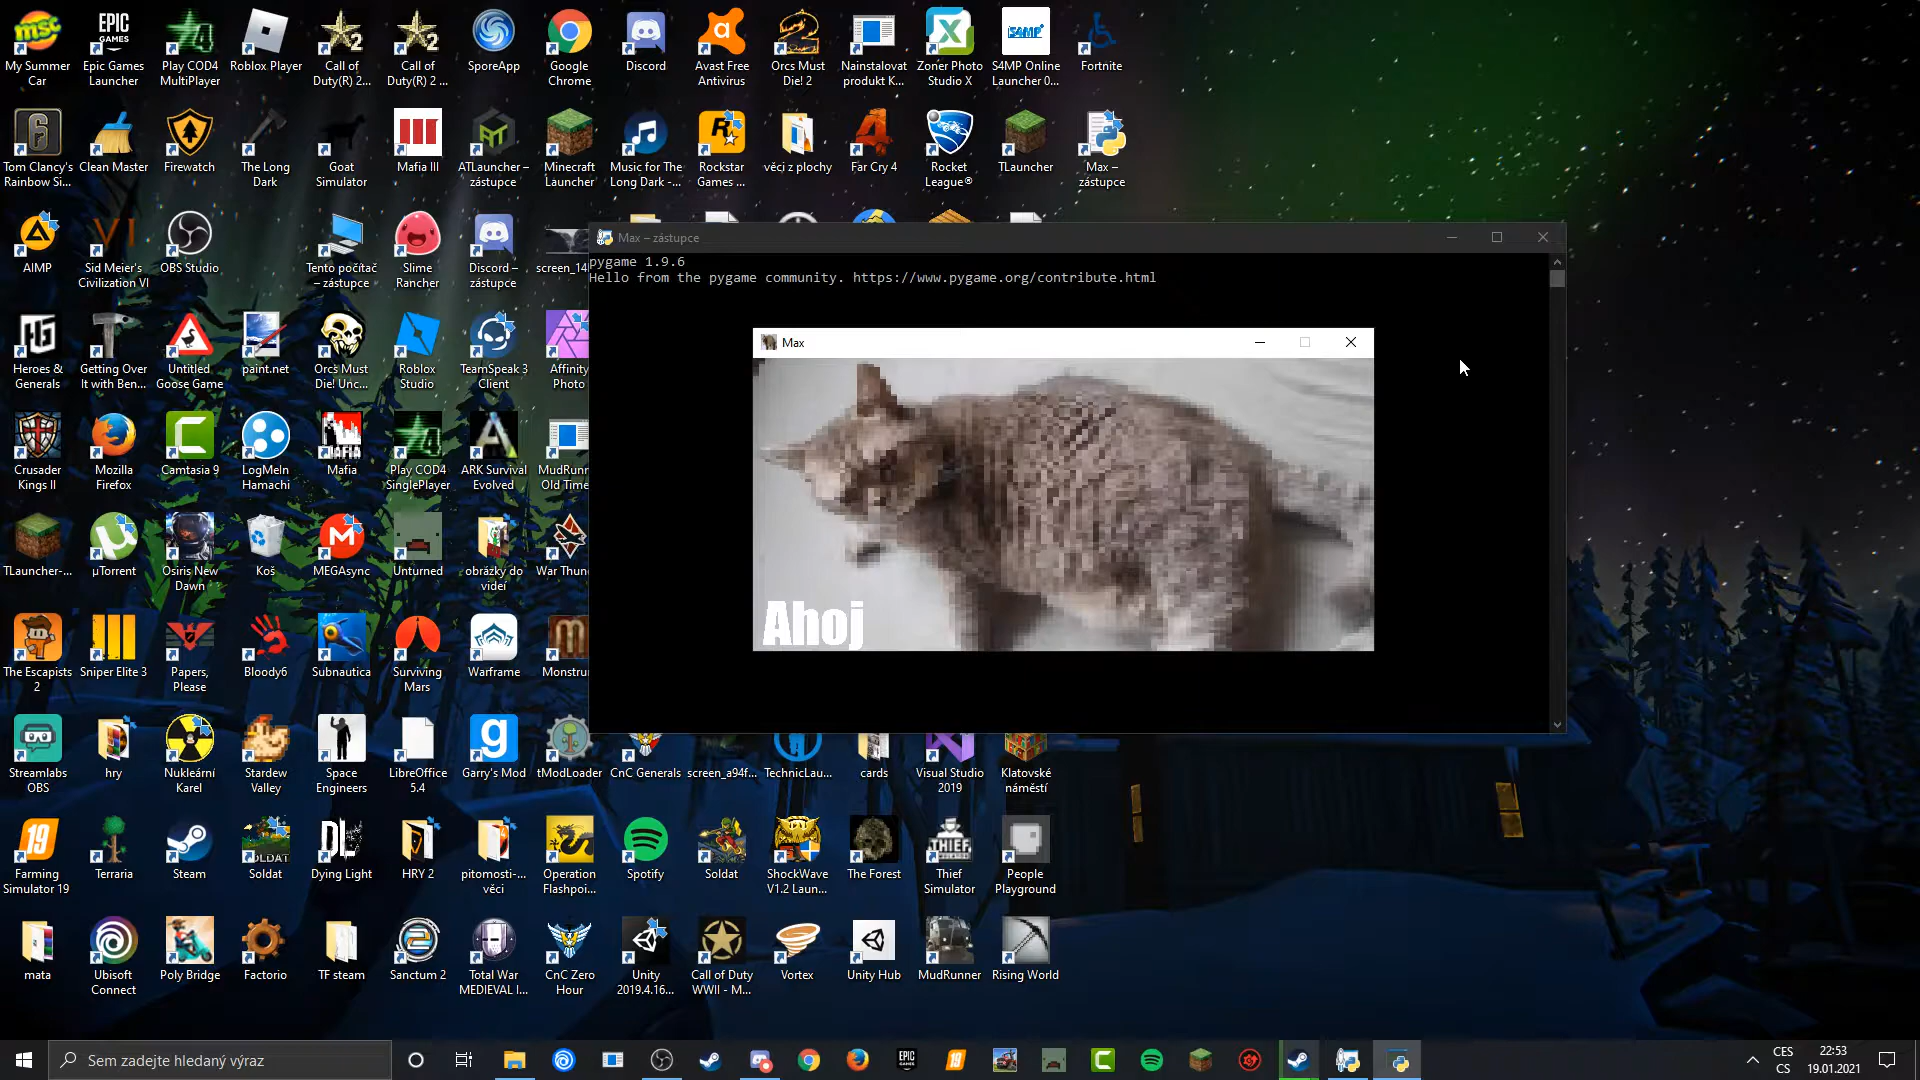 My Summer
Car
Epic Games
Launcher
Play COD4
MultiPlayer
Roblox Player
Call of
Duty(R) 2...
Call of
Duty(R) 2 ...
SporeApp
Google
Chrome
Discord
Avast Free
Antivirus
Orcs Must
Die! 2
Nainstalovat
produkt K...
Zoner Photo
Studio X
S4MP Online
Launcher 0...
Fortnite
Tom Clancy's
Rainbow Si...
Clean Master
Firewatch
The Long
Dark
Goat
Simulator
Mafia III
ATLauncher –
zástupce
Minecraft
Launcher
Music for The
Long Dark -...
Rockstar
Games ...
věci z plochy
Far Cry 4
Rocket
League®
TLauncher
Max –
zástupce
AIMP
Sid Meier's
Civilization VI
OBS Studio
Tento počítač
– zástupce
Slime
Rancher
Discord –
zástupce
screen_14
Max – zástupce
pygame 1.9.6
Hello from the pygame community. https://www.pygame.org/contribute.html
Max
Ahoj
Heroes &
Generals
Getting Over
It with Ben...
Untitled
Goose Game
paint.net
Orcs Must
Die! Unc...
Roblox
Studio
TeamSpeak 3
Client
Affinity
Photo
Crusader
Kings II
Mozilla
Firefox
Camtasia 9
LogMeIn
Hamachi
Mafia
Play COD4
SinglePlayer
ARK Survival
Evolved
MudRunn
Old Time
TLauncher-...
µTorrent
Osiris New
Dawn
Koš
MEGAsync
Unturned
obrázky do
videí
War Thun
The Escapists
2
Sniper Elite 3
Papers,
Please
Bloody6
Subnautica
Surviving
Mars
Warframe
Monstru
Streamlabs
OBS
hry
Nukleární
Karel
Stardew
Valley
Space
Engineers
LibreOffice
5.4
Garry's Mod
tModLoader
CnC Generals
screen_a94f...
TechnicLau...
cards
Visual Studio
2019
Klatovské
náměstí
Farming
Simulator 19
Terraria
Steam
Soldat
Dying Light
HRY 2
pitomosti-...
věci
Operation
Flashpoi...
Spotify
Soldat
ShockWave
V1.2 Laun...
The Forest
Thief
Simulator
People
Playground
mata
Ubisoft
Connect
Poly Bridge
Factorio
TF steam
Sanctum 2
Total War
MEDIEVAL I...
CnC Zero
Hour
Unity
2019.4.16...
Call of Duty
WWII - M...
Vortex
Unity Hub
MudRunner
Rising World
Sem zadejte hledaný výraz
CES
CS
22:53
19.01.2021